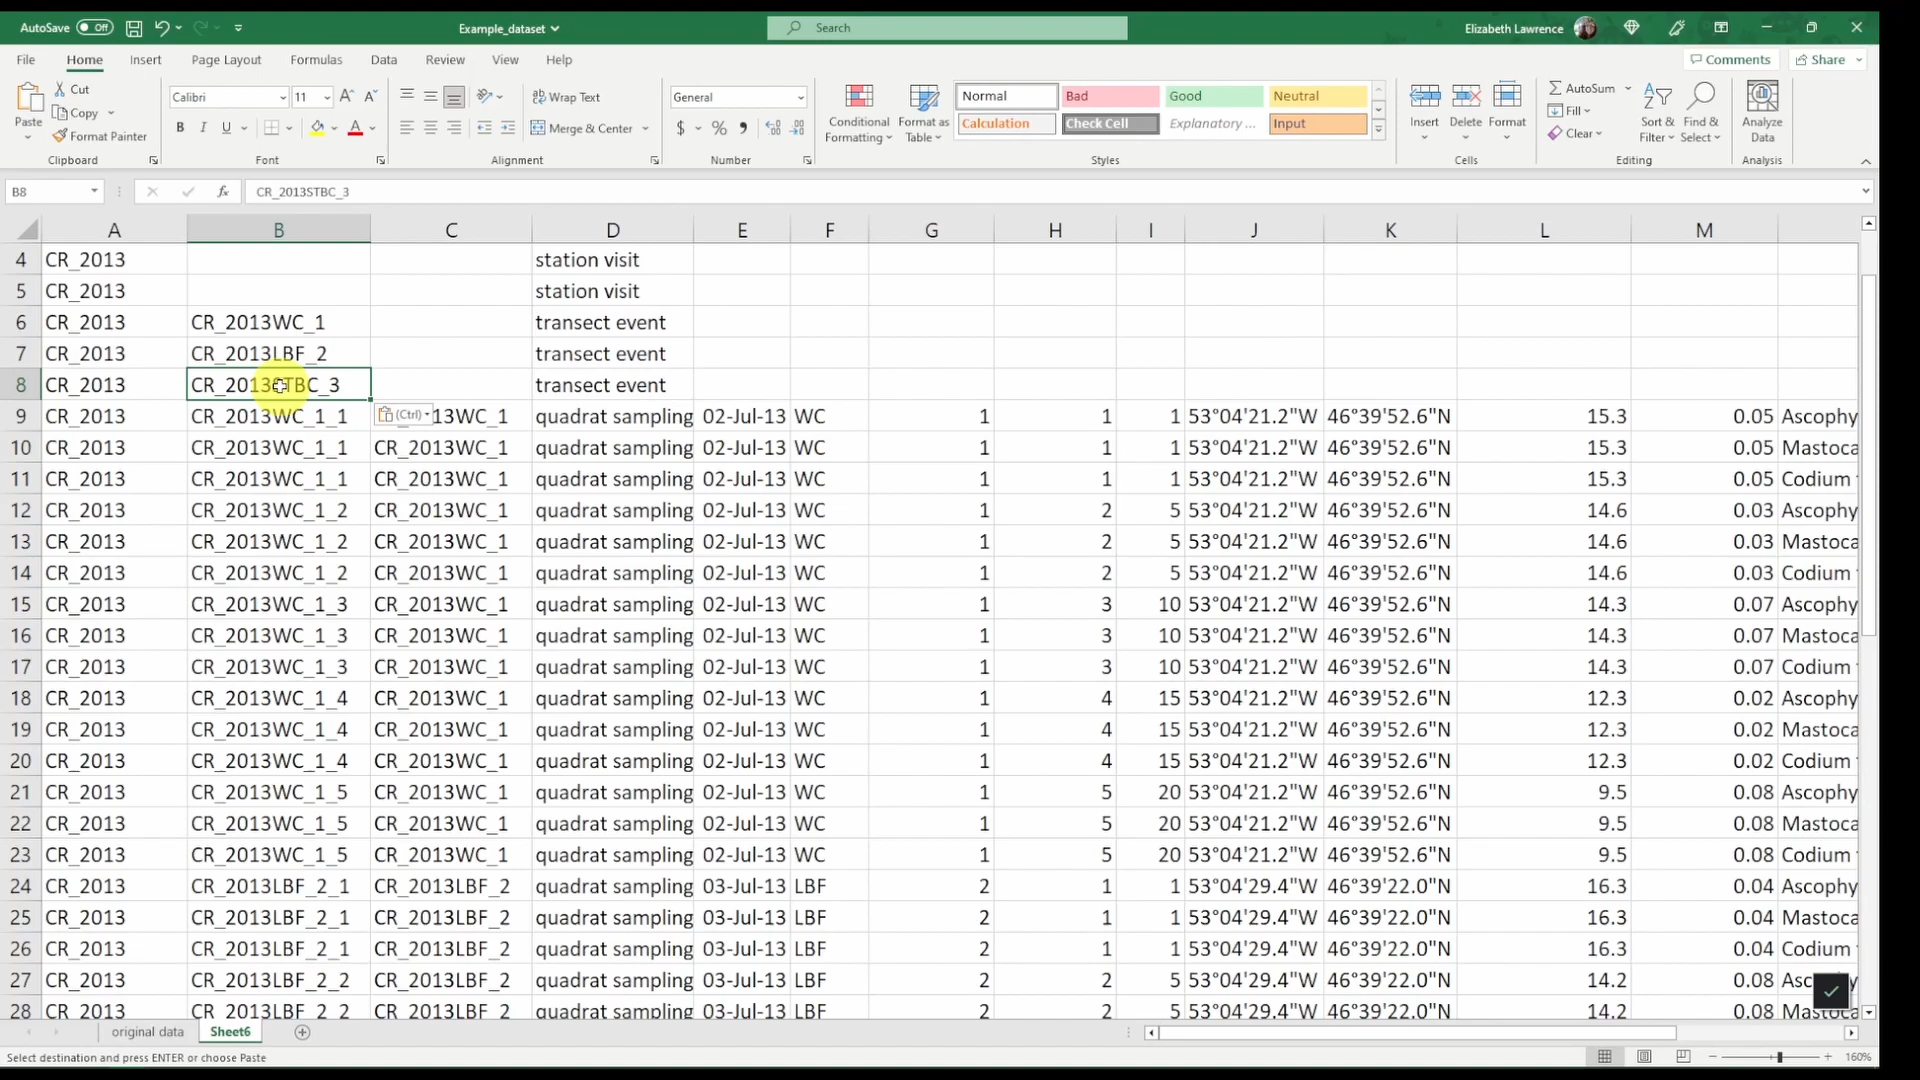 AutoSave Off Example_dataset Search Elizabeth Lawrence
File Home Insert Page Layout Formulas Data Review View Help Comments Share
Paste Cut Copy Format Painter Clipboard
Calibri 11 B I U A Font
Wrap Text Merge & Center Alignment
General $ % Number
Conditional Formatting Format as Table
Normal Bad Good Neutral
Calculation Check Cell Explanatory ... Input
Styles
Insert Delete Format Cells
AutoSum Fill Clear Sort & Filter Find & Select Editing
Analyze Data Analysis
B8 fx CR_2013STBC_3
A B C D E F G H I J K L M
4 CR_2013 station visit
5 CR_2013 station visit
6 CR_2013 CR_2013WC_1 transect event
7 CR_2013 CR_2013LBF_2 transect event
8 CR_2013 CR_2013STBC_3 transect event
9 CR_2013 CR_2013WC_1_1 (Ctrl) 13WC_1 quadrat sampling 02-Jul-13 WC 1 1 1 53°04'21.2"W 46°39'52.6"N 15.3 0.05 Ascophy
10 CR_2013 CR_2013WC_1_1 CR_2013WC_1 quadrat sampling 02-Jul-13 WC 1 1 1 53°04'21.2"W 46°39'52.6"N 15.3 0.05 Mastoca
11 CR_2013 CR_2013WC_1_1 CR_2013WC_1 quadrat sampling 02-Jul-13 WC 1 1 1 53°04'21.2"W 46°39'52.6"N 15.3 0.05 Codium
12 CR_2013 CR_2013WC_1_2 CR_2013WC_1 quadrat sampling 02-Jul-13 WC 1 2 5 53°04'21.2"W 46°39'52.6"N 14.6 0.03 Ascophy
13 CR_2013 CR_2013WC_1_2 CR_2013WC_1 quadrat sampling 02-Jul-13 WC 1 2 5 53°04'21.2"W 46°39'52.6"N 14.6 0.03 Mastoca
14 CR_2013 CR_2013WC_1_2 CR_2013WC_1 quadrat sampling 02-Jul-13 WC 1 2 5 53°04'21.2"W 46°39'52.6"N 14.6 0.03 Codium
15 CR_2013 CR_2013WC_1_3 CR_2013WC_1 quadrat sampling 02-Jul-13 WC 1 3 10 53°04'21.2"W 46°39'52.6"N 14.3 0.07 Ascophy
16 CR_2013 CR_2013WC_1_3 CR_2013WC_1 quadrat sampling 02-Jul-13 WC 1 3 10 53°04'21.2"W 46°39'52.6"N 14.3 0.07 Mastoca
17 CR_2013 CR_2013WC_1_3 CR_2013WC_1 quadrat sampling 02-Jul-13 WC 1 3 10 53°04'21.2"W 46°39'52.6"N 14.3 0.07 Codium
18 CR_2013 CR_2013WC_1_4 CR_2013WC_1 quadrat sampling 02-Jul-13 WC 1 4 15 53°04'21.2"W 46°39'52.6"N 12.3 0.02 Ascophy
19 CR_2013 CR_2013WC_1_4 CR_2013WC_1 quadrat sampling 02-Jul-13 WC 1 4 15 53°04'21.2"W 46°39'52.6"N 12.3 0.02 Mastoca
20 CR_2013 CR_2013WC_1_4 CR_2013WC_1 quadrat sampling 02-Jul-13 WC 1 4 15 53°04'21.2"W 46°39'52.6"N 12.3 0.02 Codium
21 CR_2013 CR_2013WC_1_5 CR_2013WC_1 quadrat sampling 02-Jul-13 WC 1 5 20 53°04'21.2"W 46°39'52.6"N 9.5 0.08 Ascophy
22 CR_2013 CR_2013WC_1_5 CR_2013WC_1 quadrat sampling 02-Jul-13 WC 1 5 20 53°04'21.2"W 46°39'52.6"N 9.5 0.08 Mastoca
23 CR_2013 CR_2013WC_1_5 CR_2013WC_1 quadrat sampling 02-Jul-13 WC 1 5 20 53°04'21.2"W 46°39'52.6"N 9.5 0.08 Codium
24 CR_2013 CR_2013LBF_2_1 CR_2013LBF_2 quadrat sampling 03-Jul-13 LBF 2 1 1 53°04'29.4"W 46°39'22.0"N 16.3 0.04 Ascophy
25 CR_2013 CR_2013LBF_2_1 CR_2013LBF_2 quadrat sampling 03-Jul-13 LBF 2 1 1 53°04'29.4"W 46°39'22.0"N 16.3 0.04 Mastoca
26 CR_2013 CR_2013LBF_2_1 CR_2013LBF_2 quadrat sampling 03-Jul-13 LBF 2 1 1 53°04'29.4"W 46°39'22.0"N 16.3 0.04 Codium
27 CR_2013 CR_2013LBF_2_2 CR_2013LBF_2 quadrat sampling 03-Jul-13 LBF 2 2 5 53°04'29.4"W 46°39'22.0"N 14.2 0.08 Asc
28 CR_2013 CR_2013LBF_2_2 CR_2013LBF_2 quadrat sampling 03-Jul-13 LBF 2 2 5 53°04'29.4"W 46°39'22.0"N 14.2 0.08 Mastoca
original data Sheet6
Select destination and press ENTER or choose Paste 160%